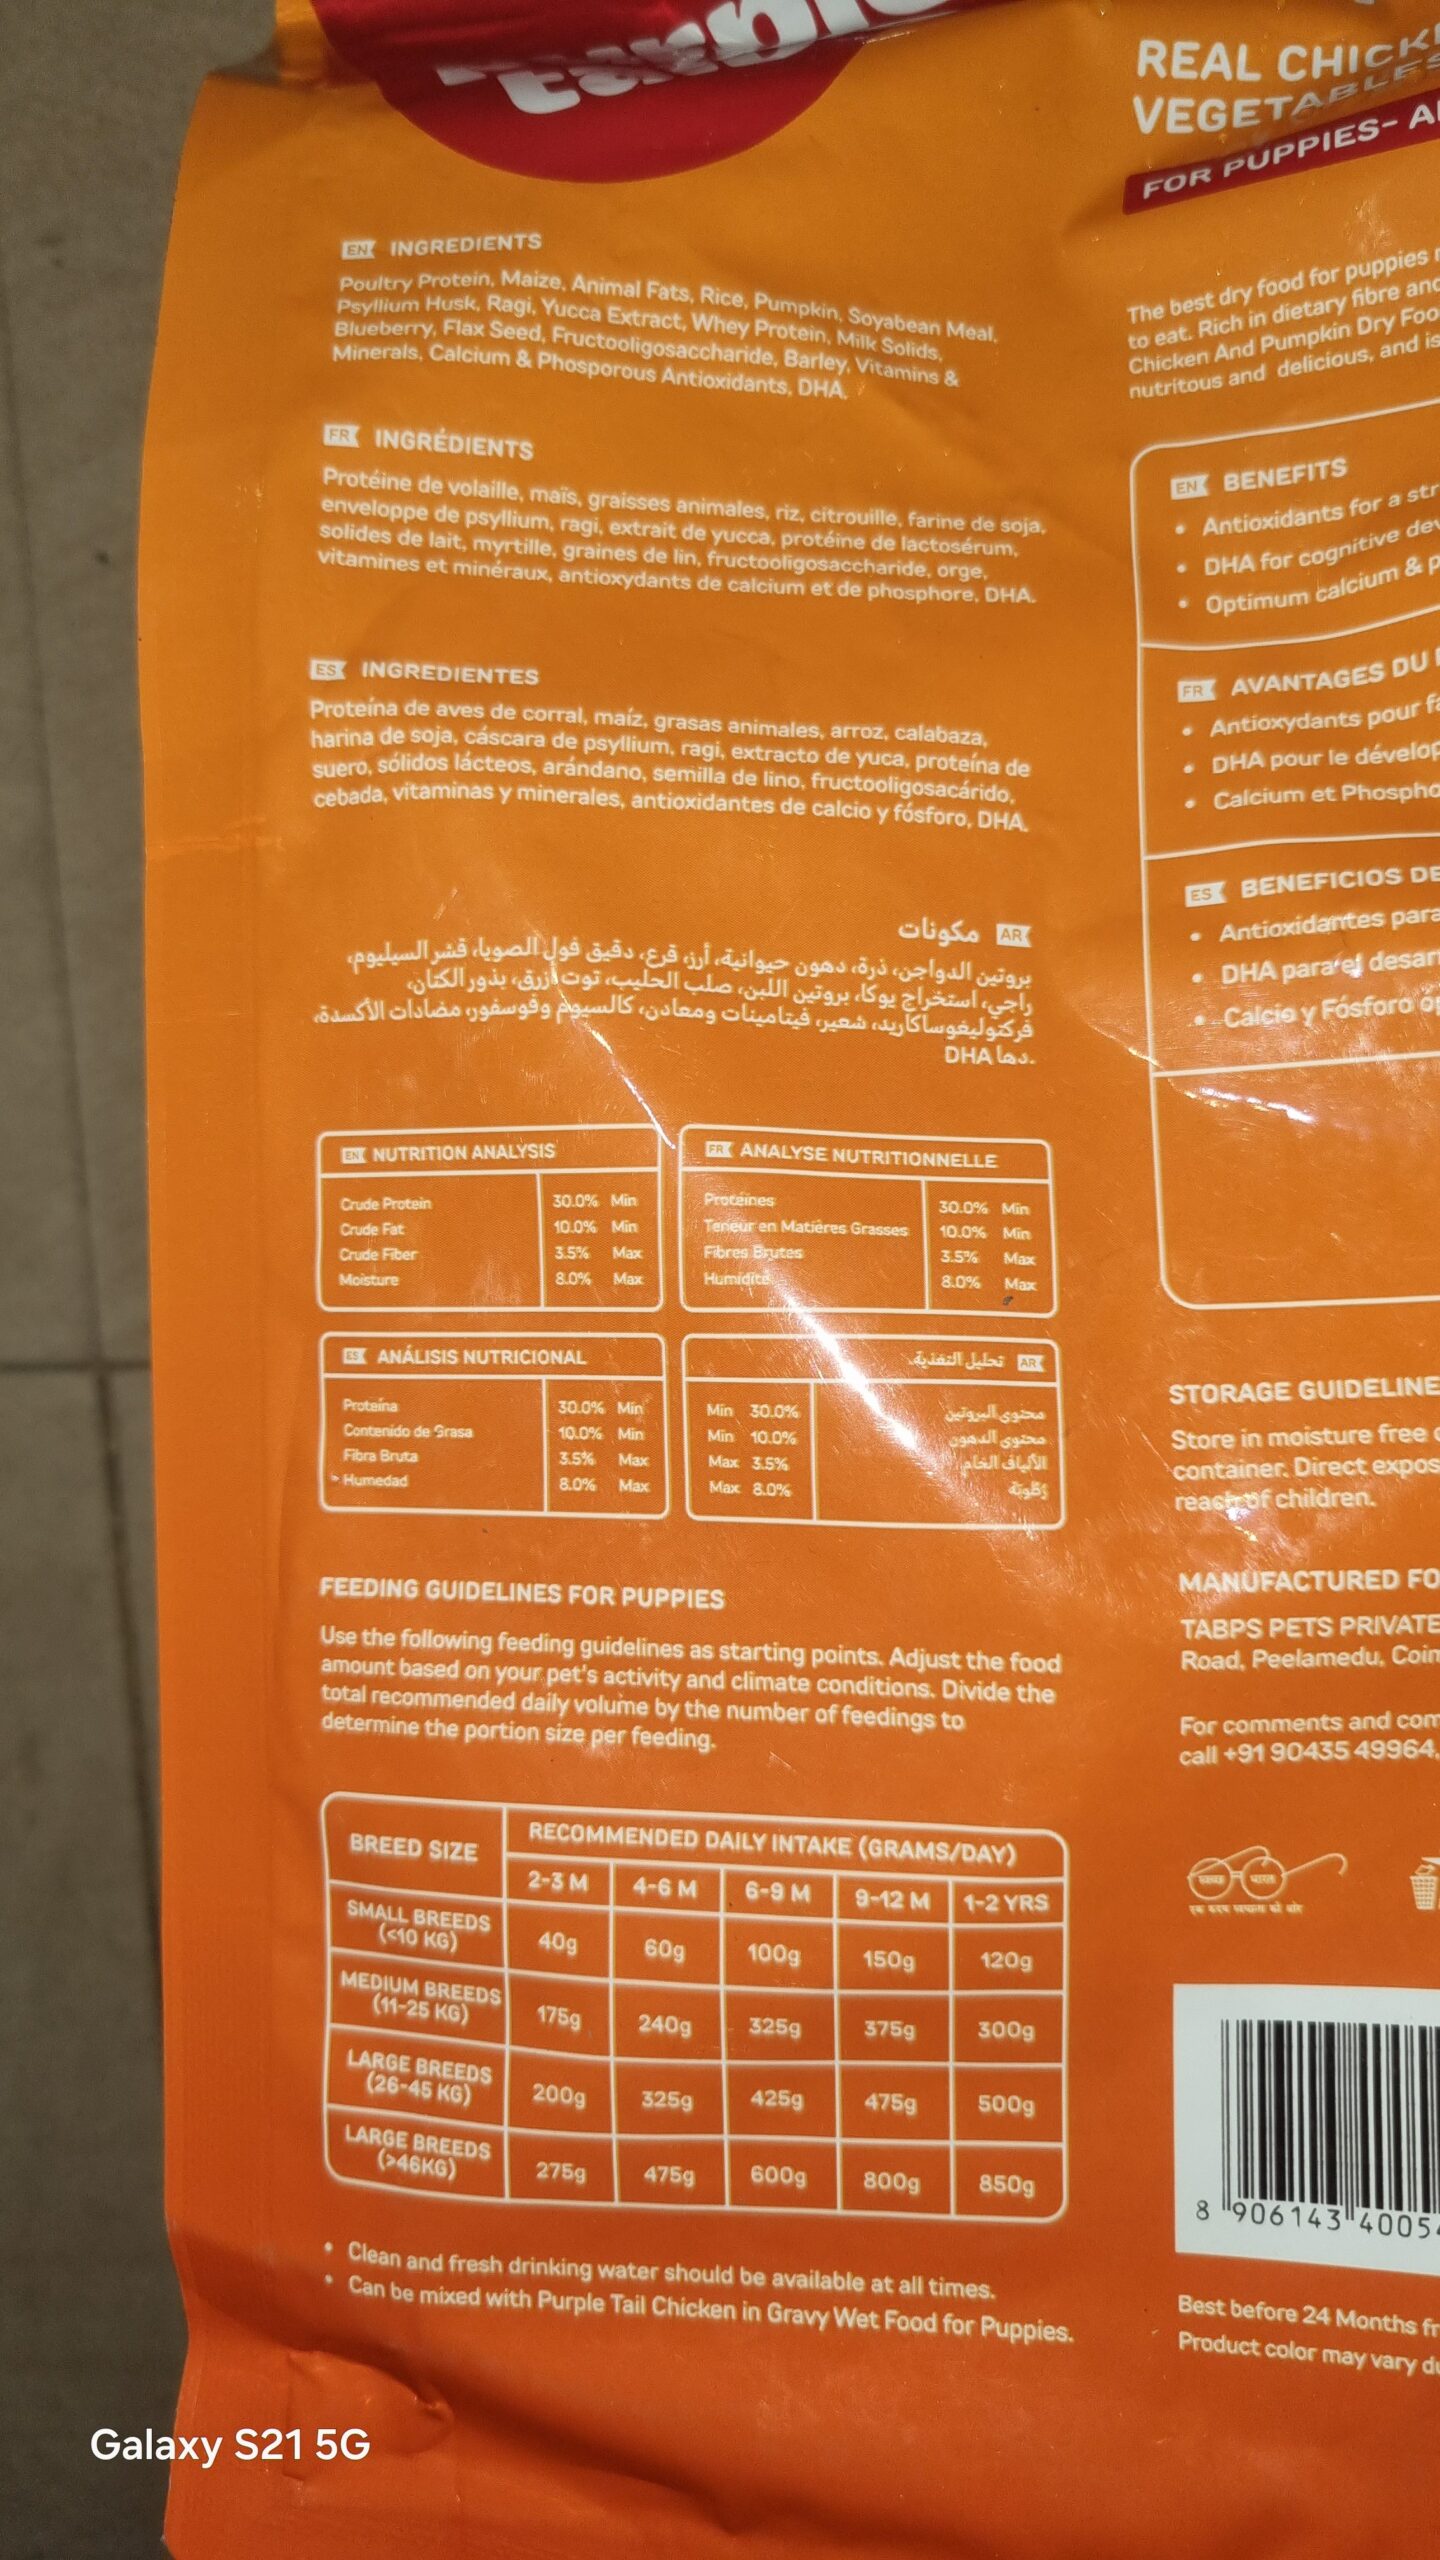 REAL
VEGETABLES
FOR PUPPIES-
EN INGREDIENTS
Poultry Protein, Maize, Animal Fats, Rice, Pumpkin, Soyabean Meal,
Psyllium Husk, Ragi, Yucca Extract, Whey Protein, Milk Solids,
Blueberry, Flax Seed, Fructooligosaccharide, Barley, Vitamins &
Minerals, Calcium & Phosporous Antioxidants, DHA.
FR INGRÉDIENTS
Protéine de volaille, maïs, graisses animales, riz, citrouille, farine de soja,
enveloppe de psyllium, ragi, extrait de yucca, protéine de lactosérum,
solides de lait, myrtille, graines de lin, fructooligosaccharide, orge,
vitamines et minéraux, antioxydants de calcium et de phosphore, DHA.
ES INGREDIENTES
Proteína de aves de corral, maíz, grasas animales, arroz, calabaza,
harina de soja, cáscara de psyllium, ragi, extracto de yuca, proteína de
suero, sólidos lácteos, arándano, semilla de lino, fructooligosacárido,
cebada, vitaminas y minerales, antioxidantes de calcio y fósforo, DHA.
AR مكونات
بروتين الدواجن، ذرة، دهون حيوانية، أرز، قرع، دقيق فول الصويا، قشر السيليوم،
راجي، استخراج يوكا، بروتين اللبن، صلب الحليب، توت أزرق، بذور الكتان،
فركتوليغوساكاريد، شعير، فيتامينات ومعادن، كالسيوم وفوسفور، مضادات الأكسدة،
DHA دها.
EN NUTRITION ANALYSIS
Crude Protein 30.0% Min
Crude Fat 10.0% Min
Crude Fiber 3.5% Max
Moisture 8.0% Max
FR ANALYSE NUTRITIONNELLE
Protéines 30.0% Min
Teneur en Matières Grasses 10.0% Min
Fibres Brutes 3.5% Max
Humidité 8.0% Max
ES ANÁLISIS NUTRICIONAL
Proteína 30.0% Min
Contenido de Grasa 10.0% Min
Fibra Bruta 3.5% Max
Humedad 8.0% Max
AR تحليل التغذية
محتوى البروتين Min 30.0%
محتوى الدهون Min 10.0%
الألياف الخام Max 3.5%
رطوبة Max 8.0%
FEEDING GUIDELINES FOR PUPPIES
Use the following feeding guidelines as starting points. Adjust the food
amount based on your pet's activity and climate conditions. Divide the
total recommended daily volume by the number of feedings to
determine the portion size per feeding.
BREED SIZE RECOMMENDED DAILY INTAKE (GRAMS/DAY)
2-3 M 4-6 M 6-9 M 9-12 M 1-2 YRS
SMALL BREEDS
(<10 KG) 40g 60g 100g 150g 120g
MEDIUM BREEDS
(11-25 KG) 175g 240g 325g 375g 300g
LARGE BREEDS
(26-45 KG) 200g 325g 425g 475g 500g
LARGE BREEDS
(>46KG) 275g 475g 600g 800g 850g
• Clean and fresh drinking water should be available at all times.
• Can be mixed with Purple Tail Chicken in Gravy Wet Food for Puppies.
The best dry food for puppies
to eat. Rich in dietary fibre and
Chicken And Pumpkin Dry Foo
nutritous and delicious, and is
EN BENEFITS
• Antioxidants for a str
• DHA for cognitive dev
• Optimum calcium & p
FR AVANTAGES DU
• Antioxydants pour fa
• DHA pour le dévelop
• Calcium et Phospho
ES BENEFICIOS DE
• Antioxidantes para
• DHA para el desarr
• Calcio y Fósforo óp
STORAGE GUIDELINE
Store in moisture free
container. Direct expos
reach of children.
MANUFACTURED FO
TABPS PETS PRIVATE
Road, Peelamedu, Coim
For comments and com
call +91 90435 49964,
स्वच्छ भारत
एक कदम स्वच्छता की ओर
8 906143 4005
Best before 24 Months fr
Product color may vary du
Galaxy S21 5G